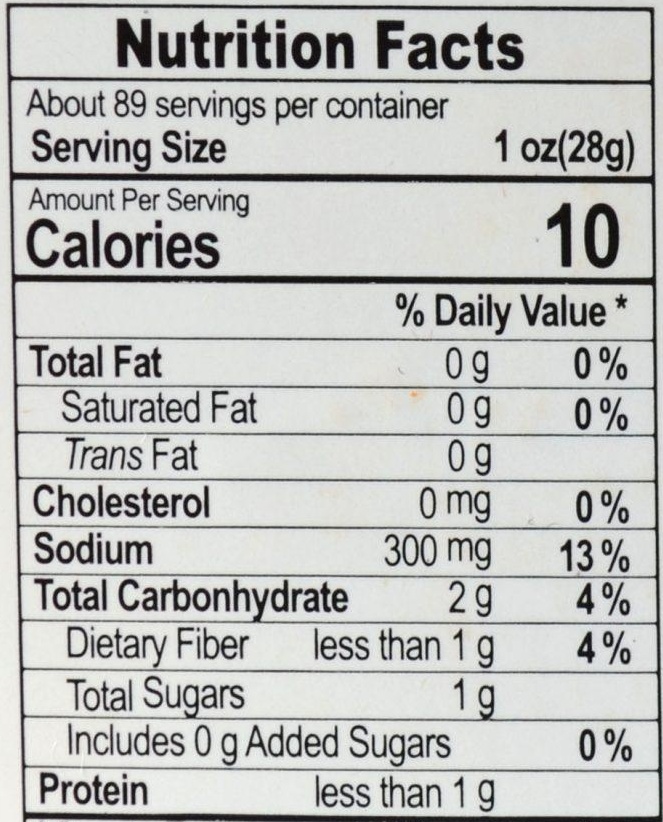 Nutrition Facts
About 89 servings per container
Serving Size 1 oz(28g)
Amount Per Serving
Calories 10
% Daily Value *
Total Fat 0 g 0 %
Saturated Fat 0 g 0 %
Trans Fat 0 g
Cholesterol 0 mg 0 %
Sodium 300 mg 13 %
Total Carbonhydrate 2 g 4 %
Dietary Fiber less than 1 g 4 %
Total Sugars 1 g
Includes 0 g Added Sugars 0 %
Protein less than 1 g